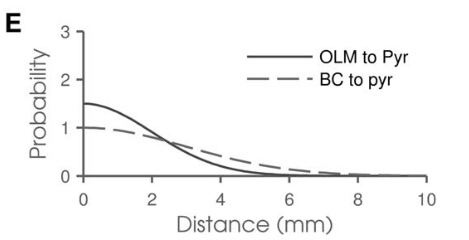 E
3
2
1
0
Probability
OLM to Pyr
BC to pyr
0 2 4 6 8 10
Distance (mm)